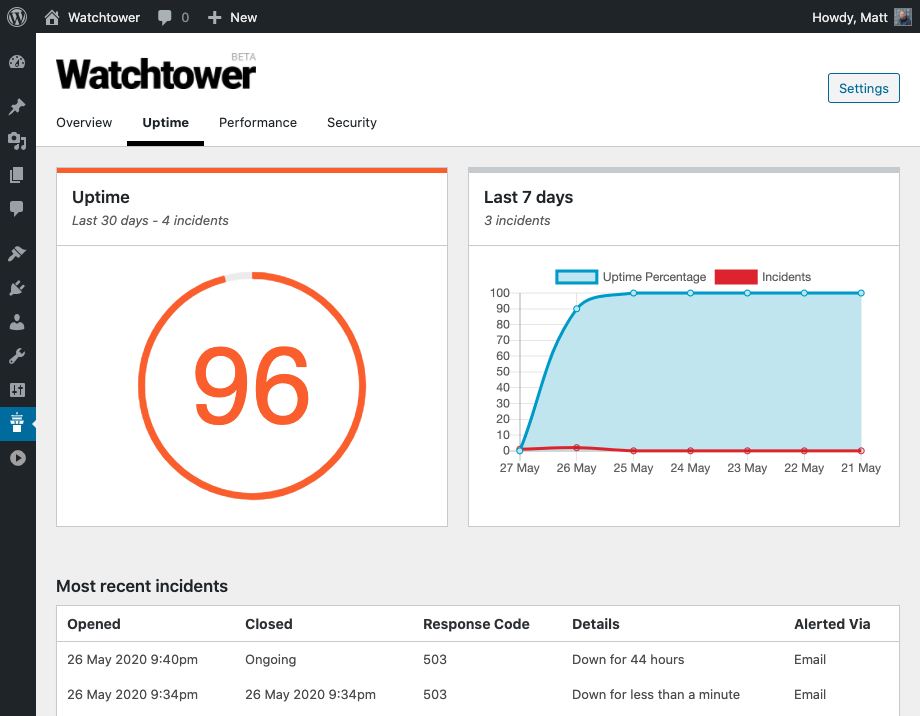 Watchtower 0 New Howdy, Matt
Watchtower BETA
Settings
Overview Uptime Performance Security
Uptime
Last 30 days - 4 incidents
96
Last 7 days
3 incidents
Uptime Percentage Incidents
100
90
80
70
60
50
40
30
20
10
0
27 May 26 May 25 May 24 May 23 May 22 May 21 May
Most recent incidents
Opened Closed Response Code Details Alerted Via
26 May 2020 9:40pm Ongoing 503 Down for 44 hours Email
26 May 2020 9:34pm 26 May 2020 9:34pm 503 Down for less than a minute Email